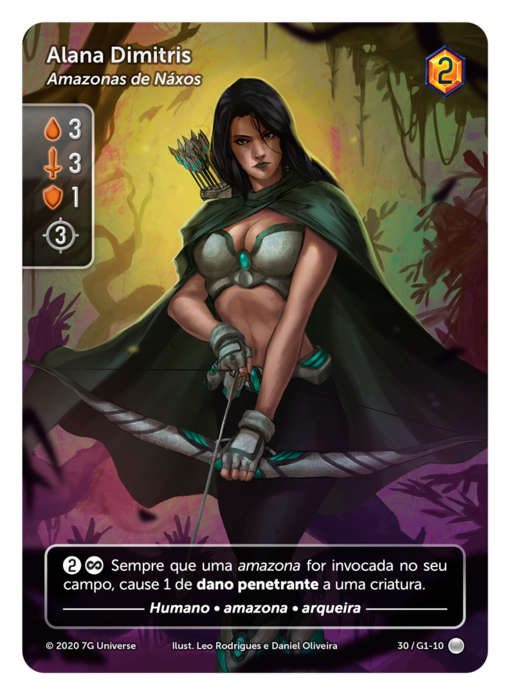 Alana Dimitris
Amazonas de Náxos
2
3
3
1
3
2 ∞ Sempre que uma amazona for invocada no seu
campo, cause 1 de dano penetrante a uma criatura.
Humano • amazona • arqueira
© 2020 7G Universe Ilust. Leo Rodrigues e Daniel Oliveira 30 / G1-10